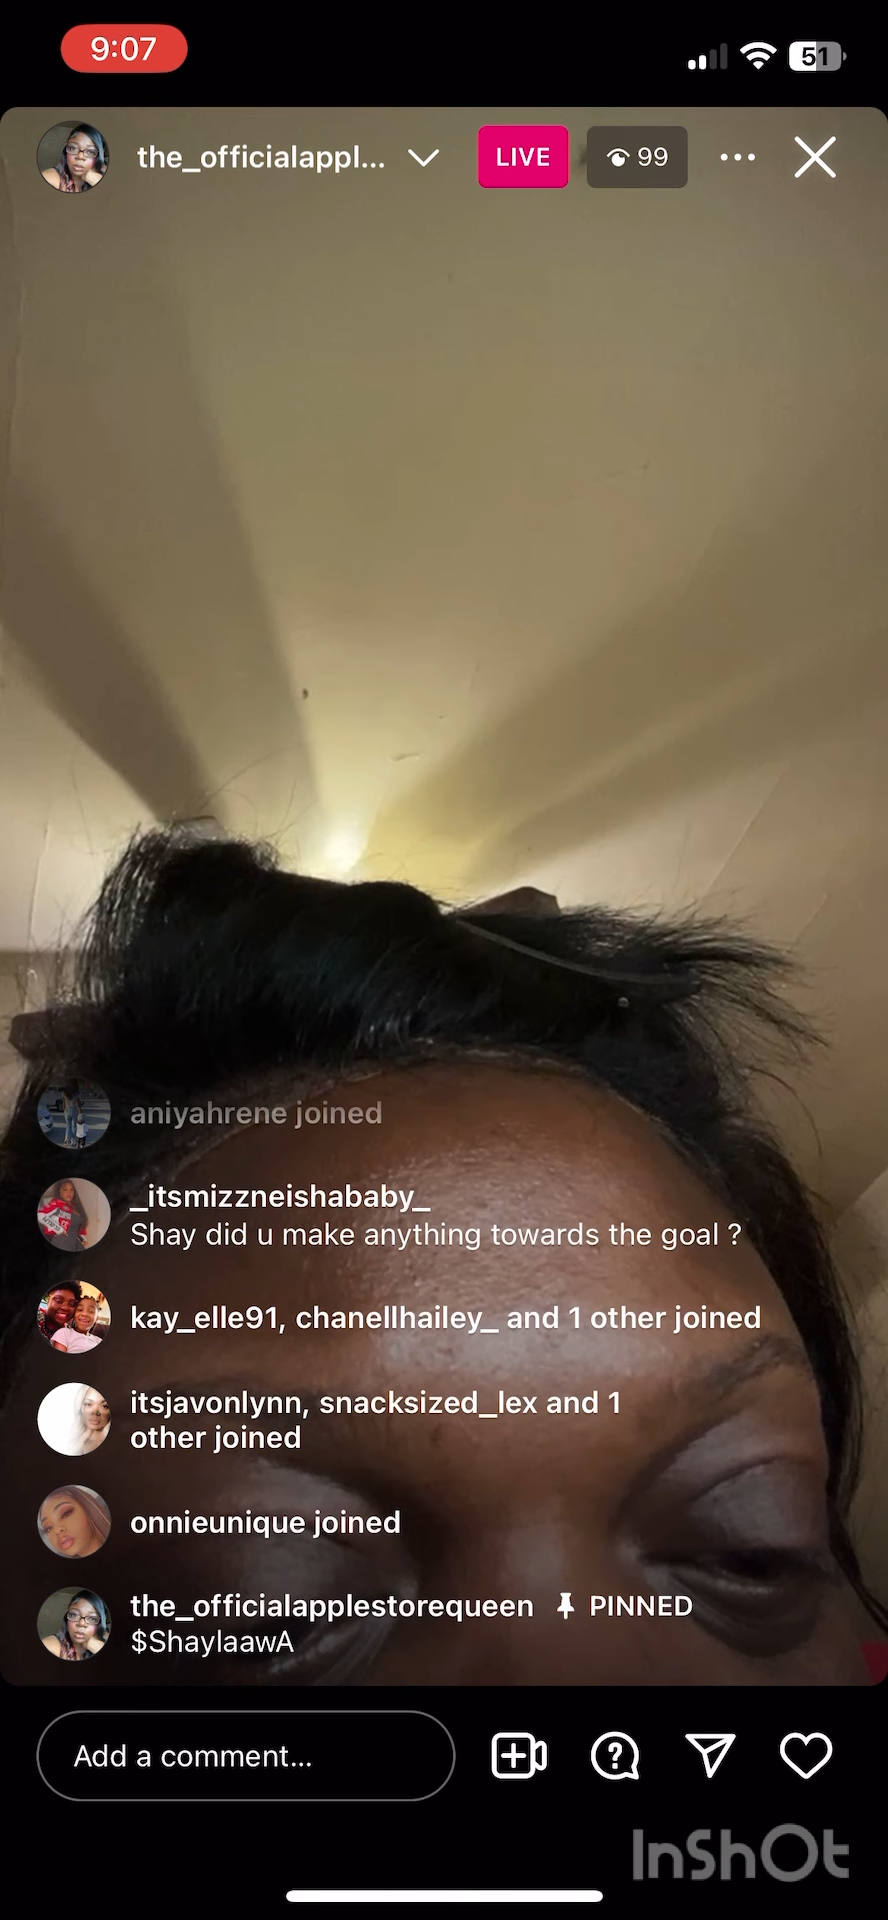 9:07
51
the_officialappl...
LIVE
99
aniyahrene joined
_itsmizzneishababy_
Shay did u make anything towards the goal ?
kay_elle91, chanellhailey_ and 1 other joined
itsjavonlynn, snacksized_lex and 1
other joined
onnieunique joined
the_officialapplestorequeen PINNED
$ShaylaawA
Add a comment...
InShOt